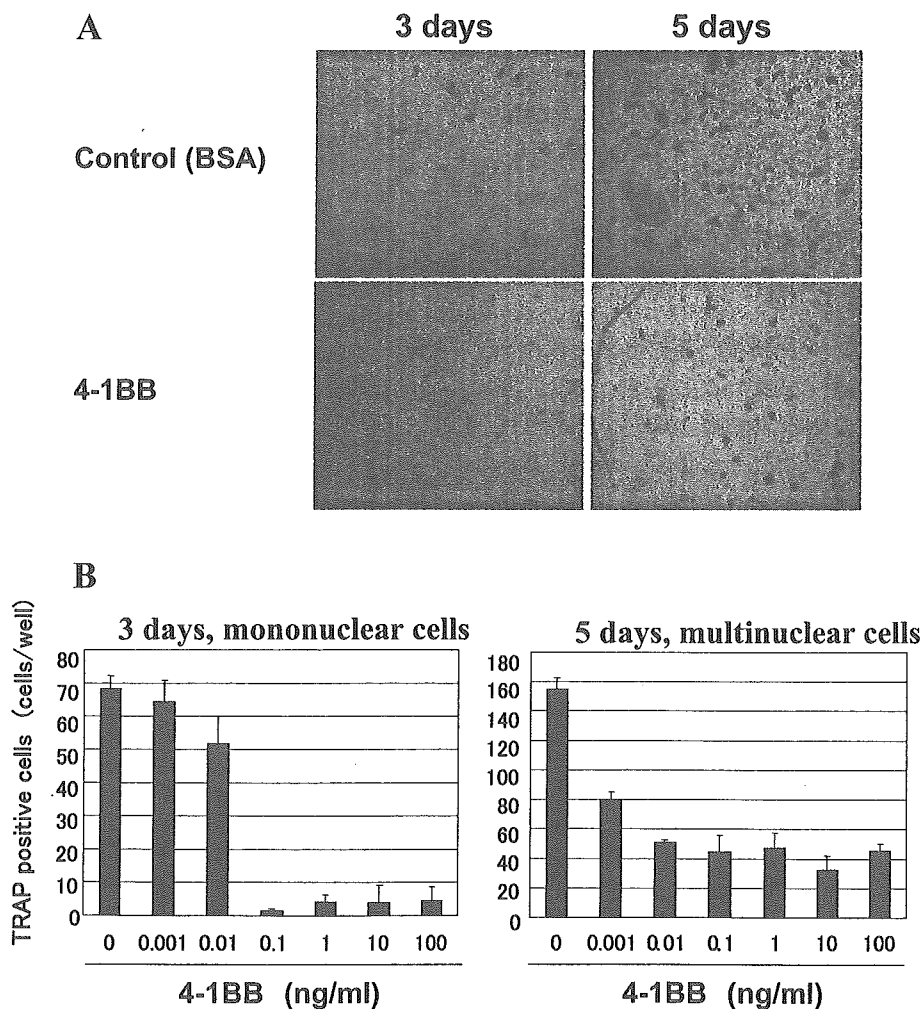 A
3 days
5 days
Control (BSA)
4-1BB
B
3 days, mononuclear cells
TRAP positive cells (cells/well)
80
70
60
50
40
30
20
10
0
0 0.001 0.01 0.1 1 10 100
4-1BB (ng/ml)
5 days, multinuclear cells
180
160
140
120
100
80
60
40
20
0
0 0.001 0.01 0.1 1 10 100
4-1BB (ng/ml)